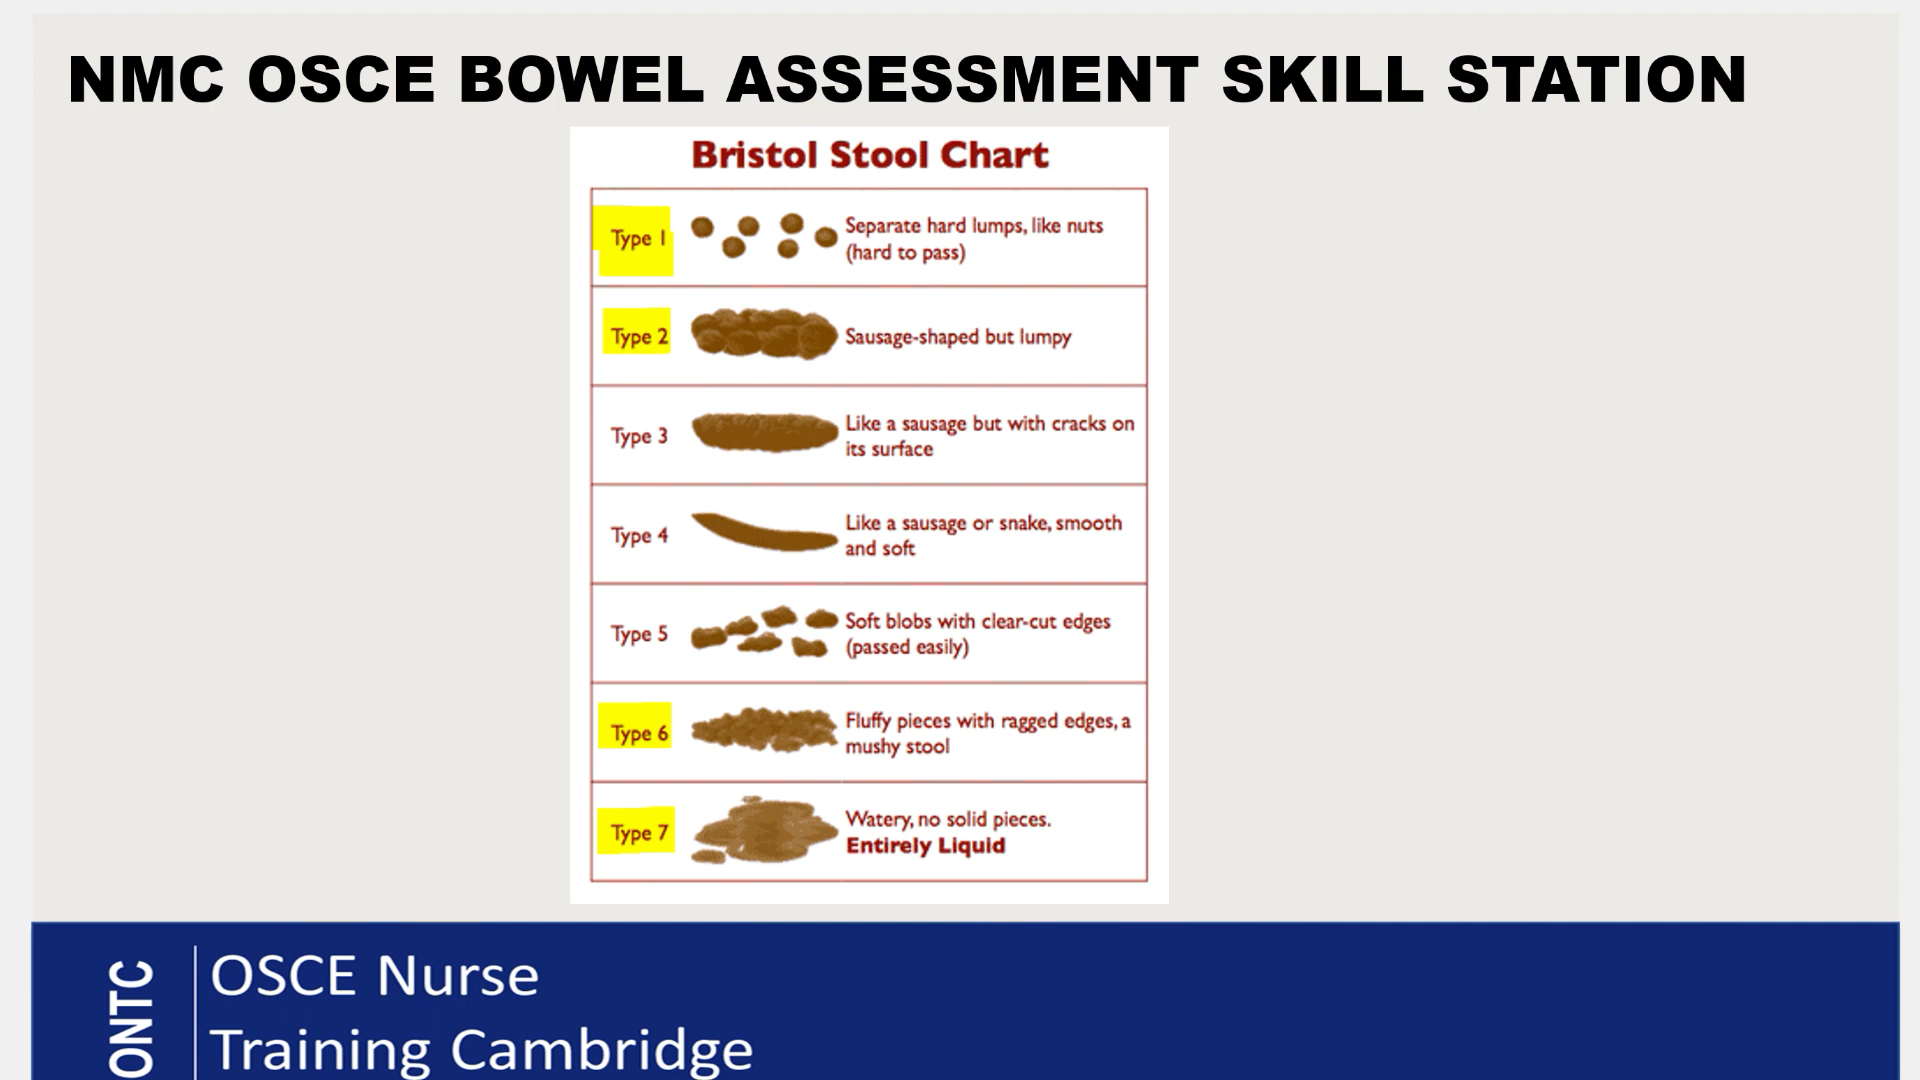 NMC OSCE BOWEL ASSESSMENT SKILL STATION
Bristol Stool Chart
Type 1
Separate hard lumps, like nuts
(hard to pass)
Type 2
Sausage-shaped but lumpy
Type 3
Like a sausage but with cracks on
its surface
Type 4
Like a sausage or snake, smooth
and soft
Type 5
Soft blobs with clear-cut edges
(passed easily)
Type 6
Fluffy pieces with ragged edges, a
mushy stool
Type 7
Watery, no solid pieces.
Entirely Liquid
ONTC
OSCE Nurse
Training Cambridge